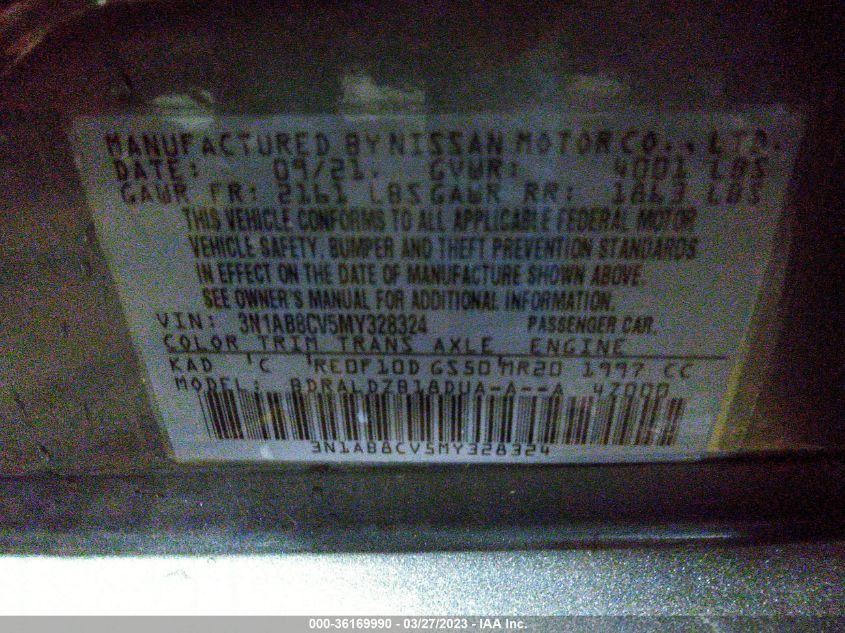 MANUFACTURED BY NISSAN MOTOR CO., LTD.
DATE: 09/21. GVWR: 4001 LBS
GAWR FR: 2161 LBS GAWR RR: 1863 LBS
THIS VEHICLE CONFORMS TO ALL APPLICABLE FEDERAL MOTOR
VEHICLE SAFETY, BUMPER AND THEFT PREVENTION STANDARDS
IN EFFECT ON THE DATE OF MANUFACTURE SHOWN ABOVE.
SEE OWNER'S MANUAL FOR ADDITIONAL INFORMATION.
VIN: 3N1AB8CV5MY328324 PASSENGER CAR.
COLOR TRIM TRANS AXLE ENGINE
KAD C RE0F10D GS50 MR20 1997 CC
MODEL: BDRALDZB18DUA-A--A 4Z000
3N1AB8CV5MY328324
000-36169990 - 03/27/2023 - IAA Inc.